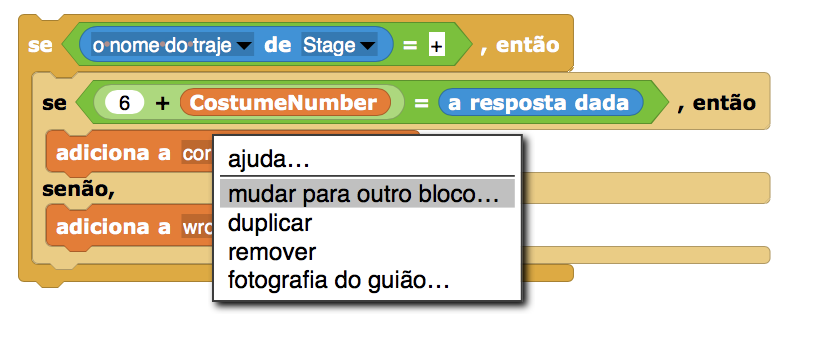 se o nome do traje de Stage = + , então
se 6 + CostumeNumber = a resposta dada , então
adiciona a
senão,
adiciona a
ajuda...
mudar para outro bloco...
duplicar
remover
fotografia do guião...